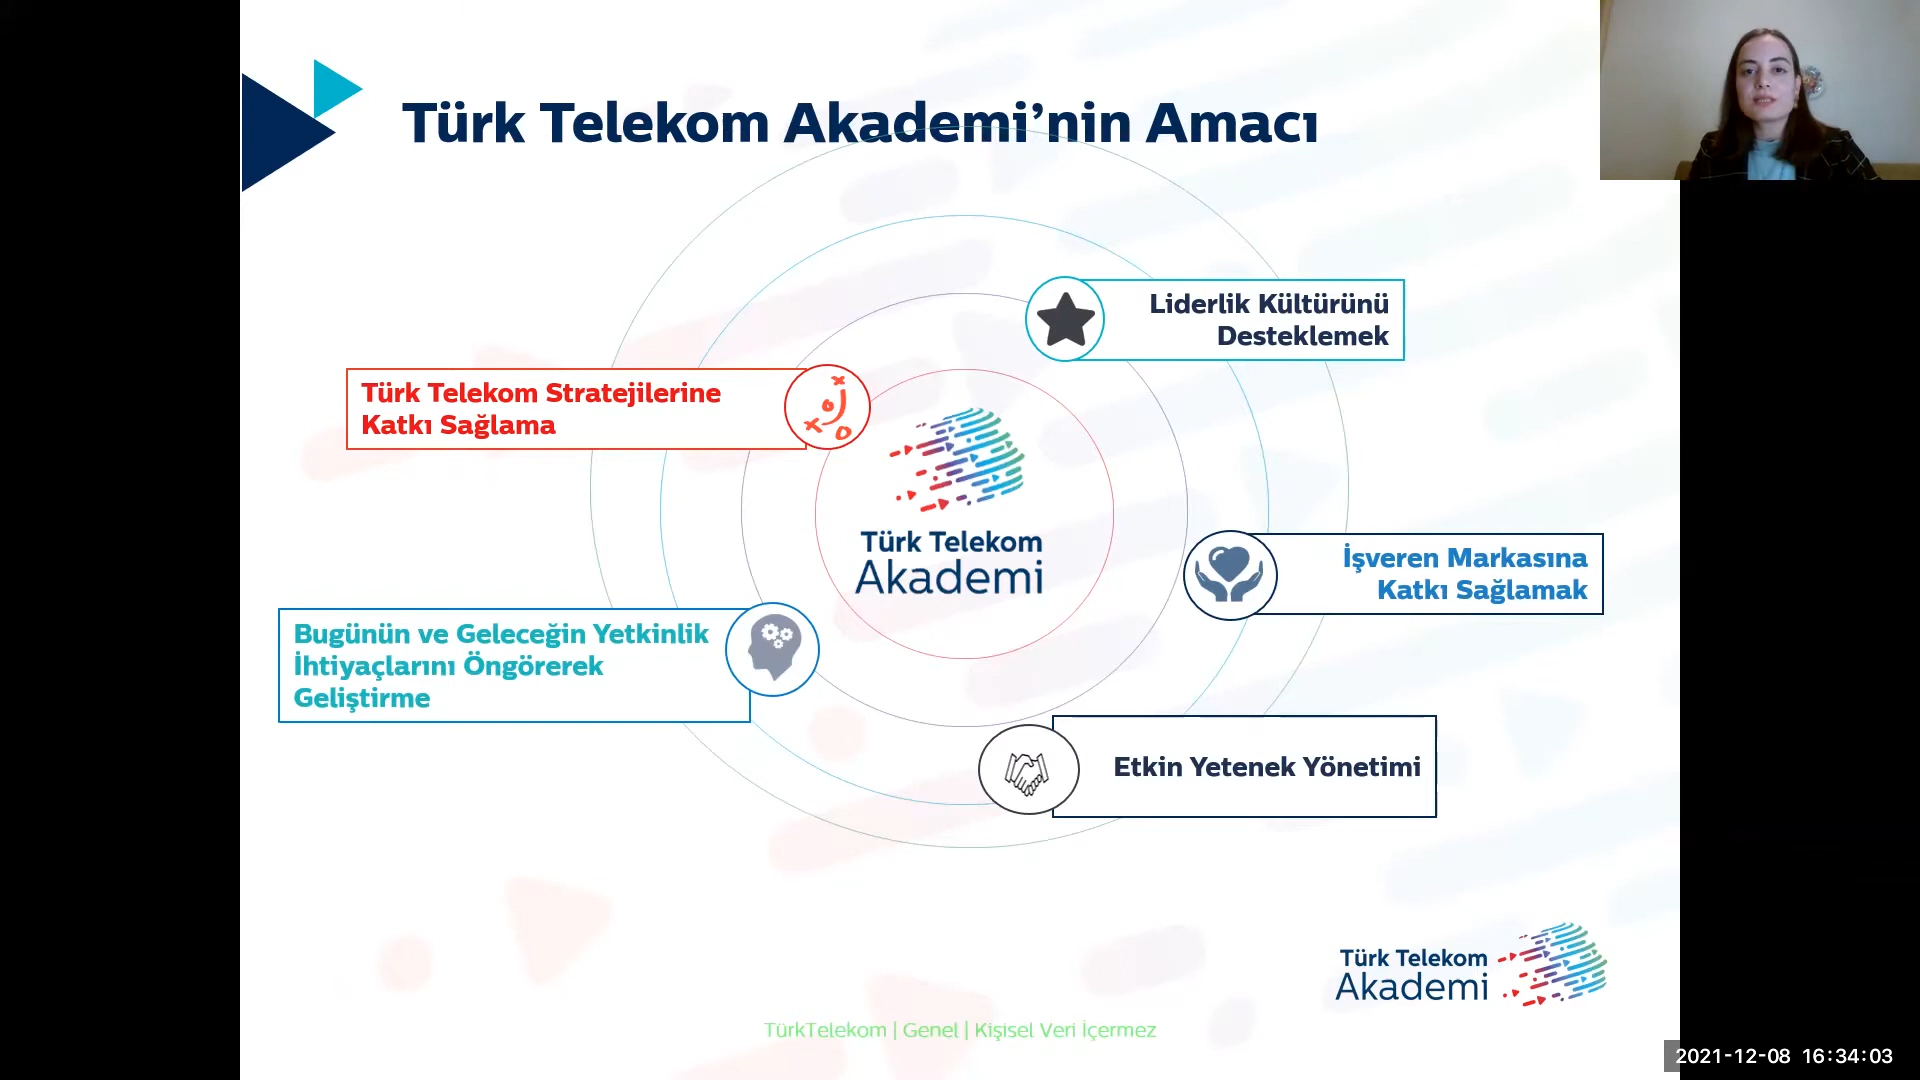 Türk Telekom Akademi’nin Amacı
Liderlik Kültürünü
Desteklemek
Türk Telekom Stratejilerine
Katkı Sağlama
Türk Telekom
Akademi
İşveren Markasına
Katkı Sağlamak
Bugünün ve Geleceğin Yetkinlik
İhtiyaçlarını Öngörerek
Geliştirme
Etkin Yetenek Yönetimi
Türk Telekom
Akademi
TürkTelekom | Genel | Kişisel Veri İçermez
2021-12-08 16:34:03